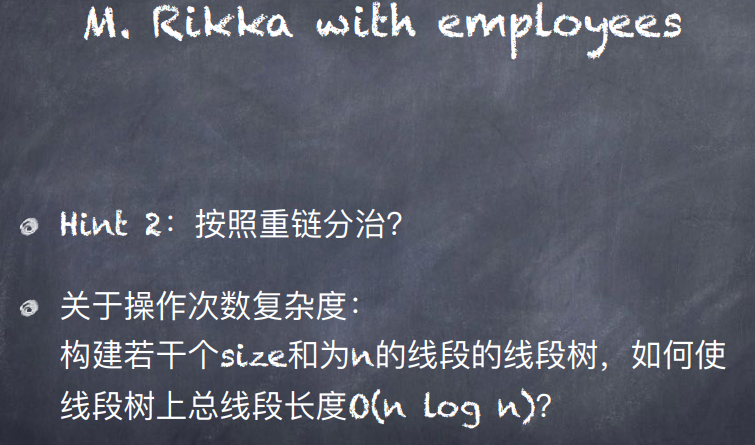 M. Rikka with employees
Hint 2：按照重链分治？
关于操作次数复杂度：
构建若干个size和为n的线段的线段树，如何使
线段树上总线段长度O(n log n)？